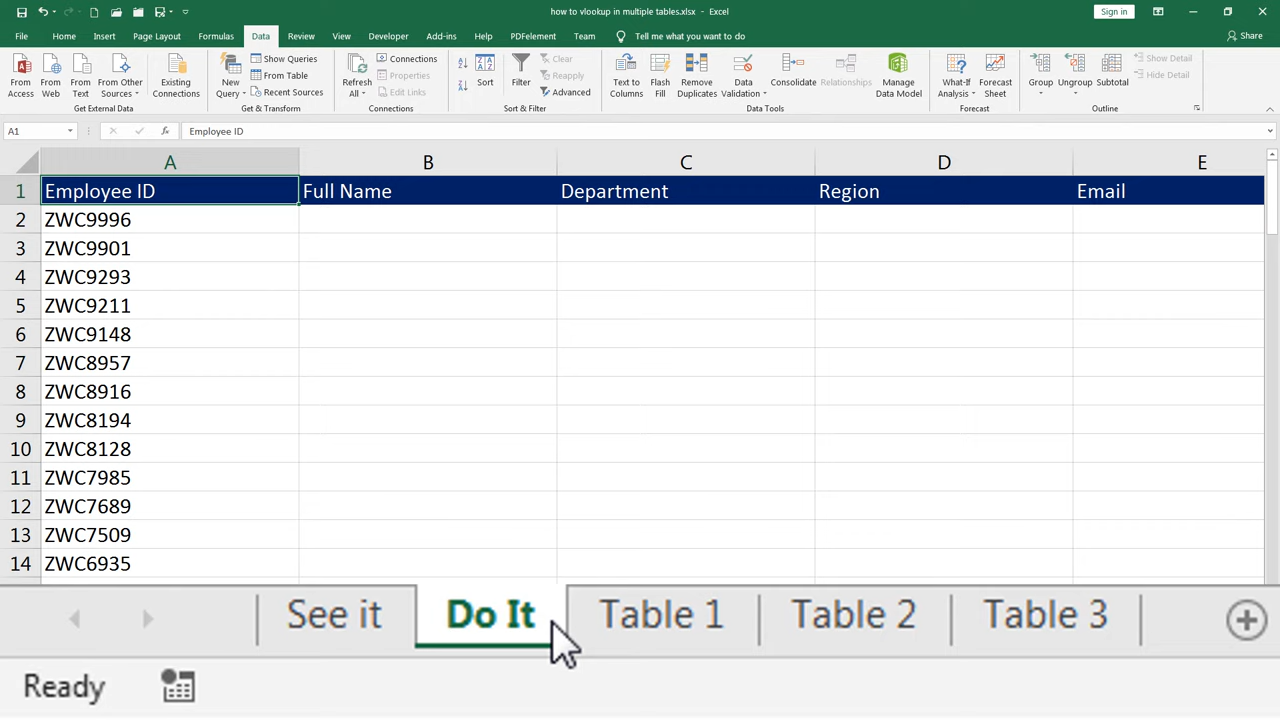 how to vlookup in multiple tables.xlsx - Excel
Sign in
File Home Insert Page Layout Formulas Data Review View Developer Add-ins Help PDFelement Team Tell me what you want to do Share
From Access
From Web
From Text
From Other Sources
Existing Connections
Get External Data
New Query
Show Queries
From Table
Recent Sources
Get & Transform
Refresh All
Connections
Properties
Edit Links
Connections
Sort
Filter
Clear
Reapply
Advanced
Sort & Filter
Text to Columns
Flash Fill
Remove Duplicates
Data Validation
Consolidate
Relationships
Manage Data Model
Data Tools
What-If Analysis
Forecast Sheet
Forecast
Group
Ungroup
Subtotal
Show Detail
Hide Detail
Outline
A1 fx Employee ID
A B C D E
1 Employee ID Full Name Department Region Email
2 ZWC9996
3 ZWC9901
4 ZWC9293
5 ZWC9211
6 ZWC9148
7 ZWC8957
8 ZWC8916
9 ZWC8194
10 ZWC8128
11 ZWC7985
12 ZWC7689
13 ZWC7509
14 ZWC6935
See it Do It Table 1 Table 2 Table 3
Ready